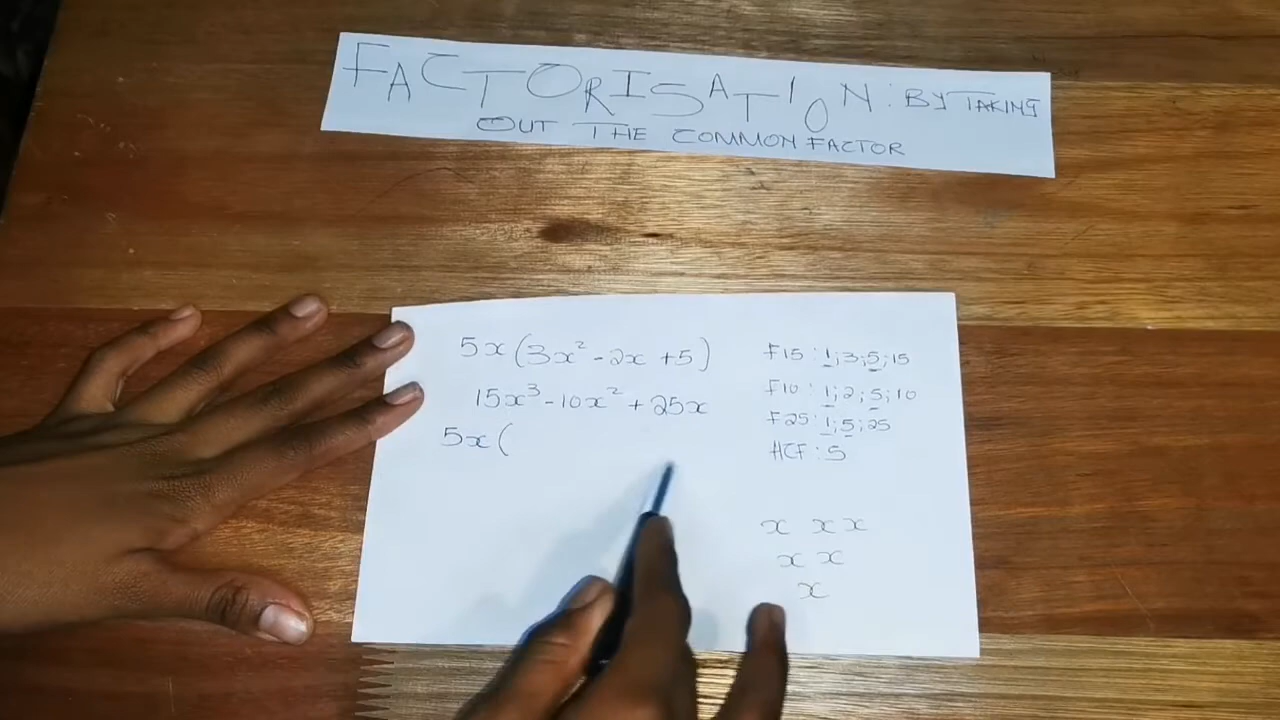 FACTORISATION: BY TAKING
OUT THE COMMON FACTOR
5x(3x² -2x +5)
15x³ -10x² + 25x
5x(
F15 : 1;3;5;15
F10 : 1;2;5;10
F25 : 1;5;25
HCF : 5
x x x
x x
x